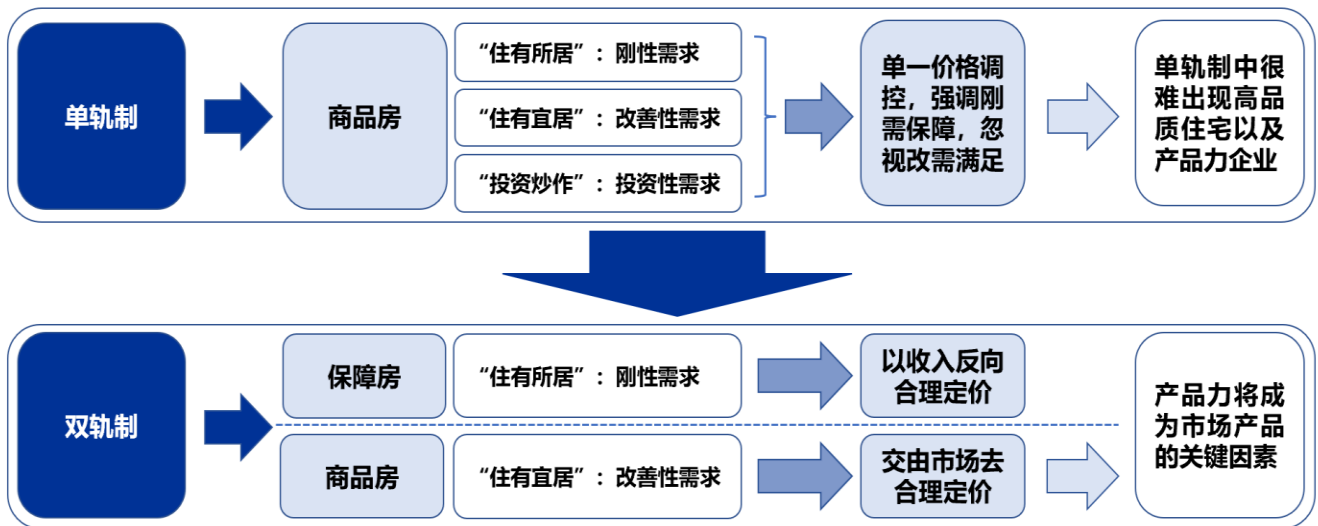 单轨制
商品房
“住有所居”：刚性需求
“住有宜居”：改善性需求
“投资炒作”：投资性需求
单一价格调
控，强调刚
需保障，忽
视改需满足
单轨制中很
难出现高品
质住宅以及
产品力企业
双轨制
保障房
“住有所居”：刚性需求
以收入反向
合理定价
商品房
“住有宜居”：改善性需求
交由市场去
合理定价
产品力将成
为市场产品
的关键因素